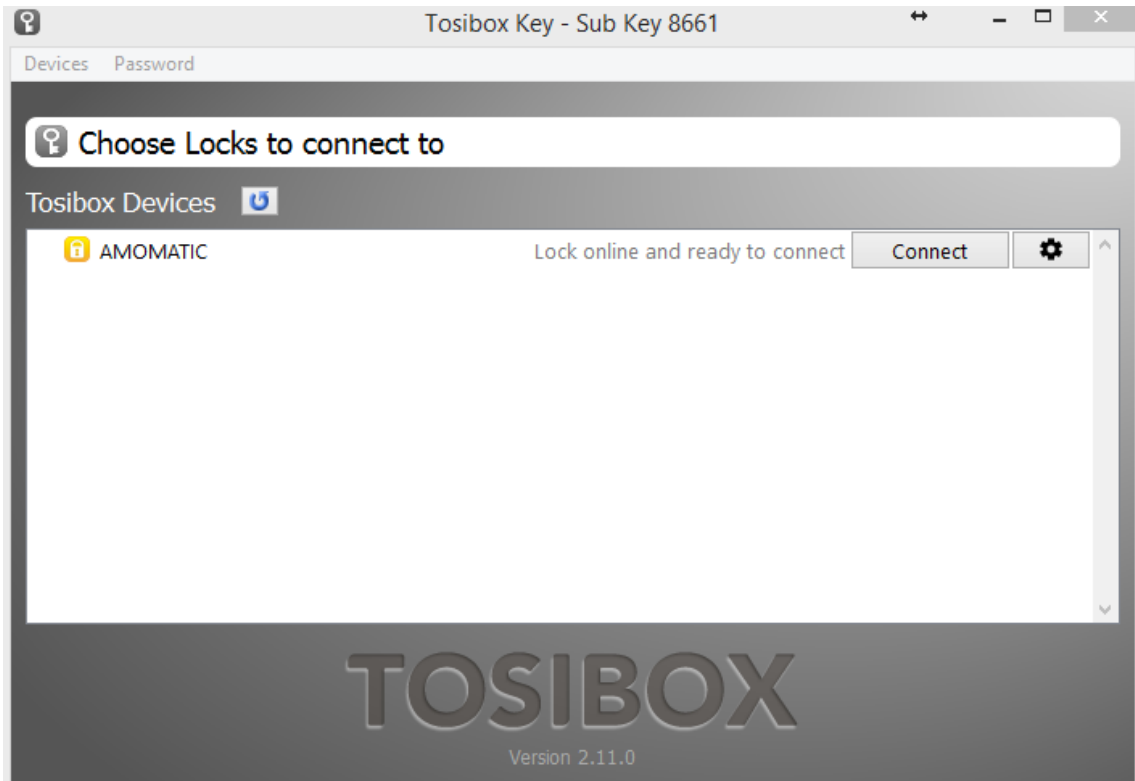 Tosibox Key - Sub Key 8661
Devices Password
Choose Locks to connect to
Tosibox Devices
AMOMATIC Lock online and ready to connect Connect
TOSIBOX
Version 2.11.0